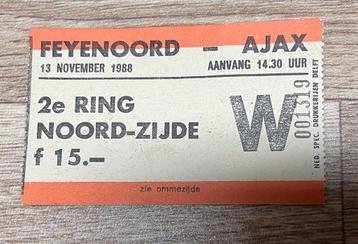 FEYENOORD - AJAX
13 NOVEMBER 1988 AANVANG 14.30 UUR
2e RING
NOORD-ZIJDE
f 15.—
W
001319
NED. SPEC. DRUKKERIJEN DELFT
zie ommezijde